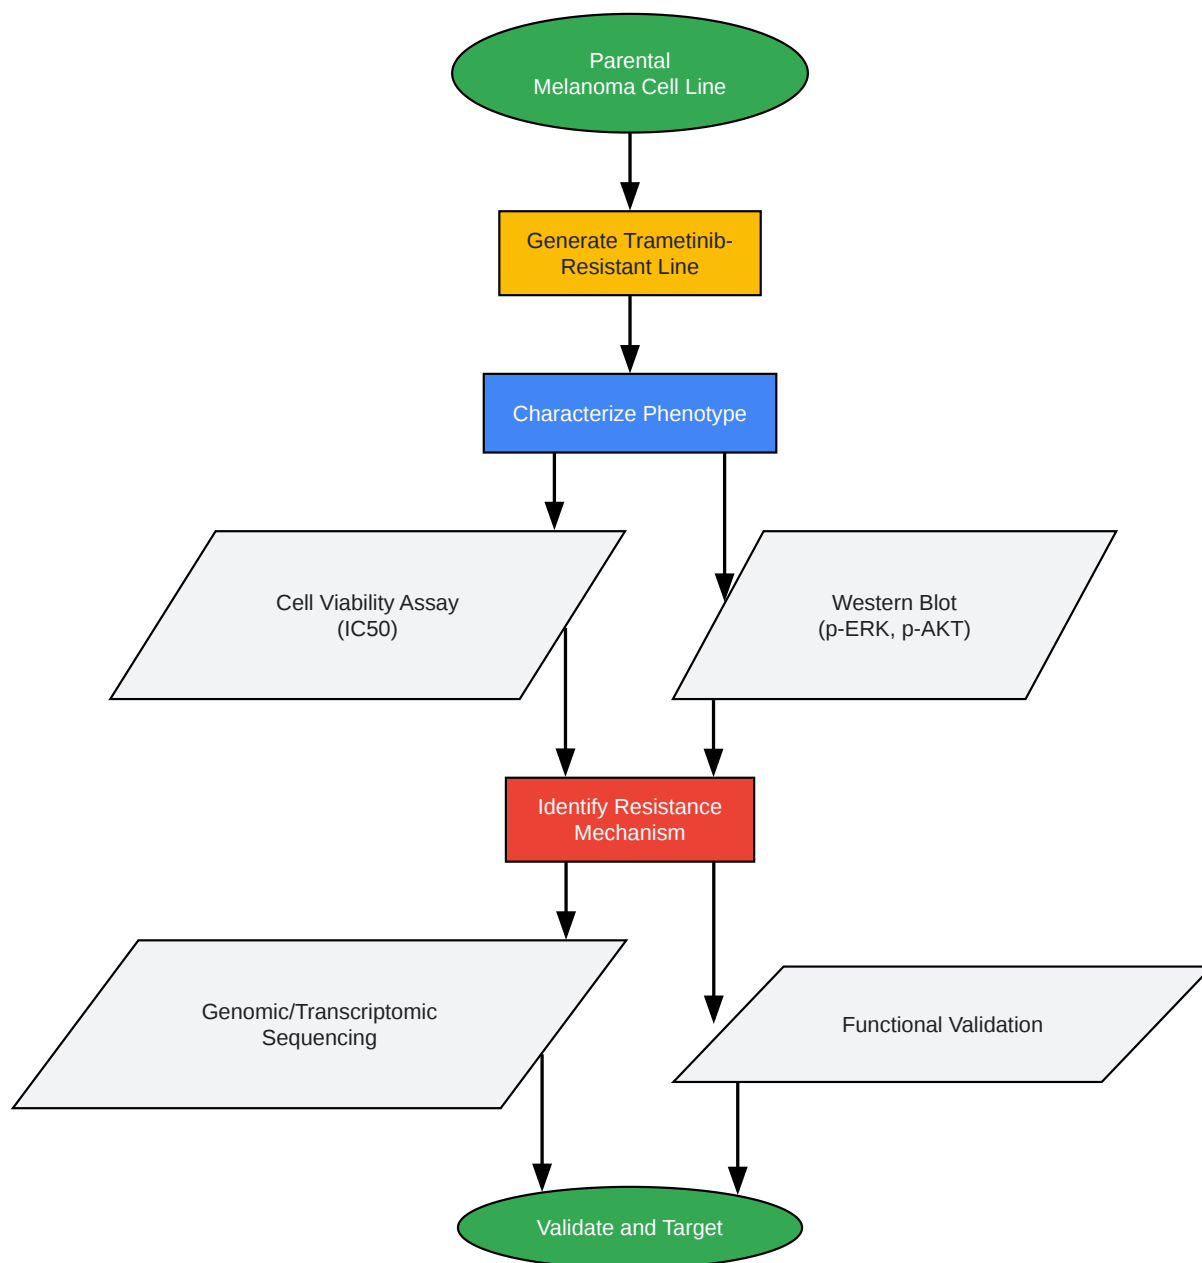 Parental
Melanoma Cell Line
Generate Trametinib-
Resistant Line
Characterize Phenotype
Cell Viability Assay
(IC50)
Western Blot
(p-ERK, p-AKT)
Identify Resistance
Mechanism
Genomic/Transcriptomic
Sequencing
Functional Validation
Validate and Target